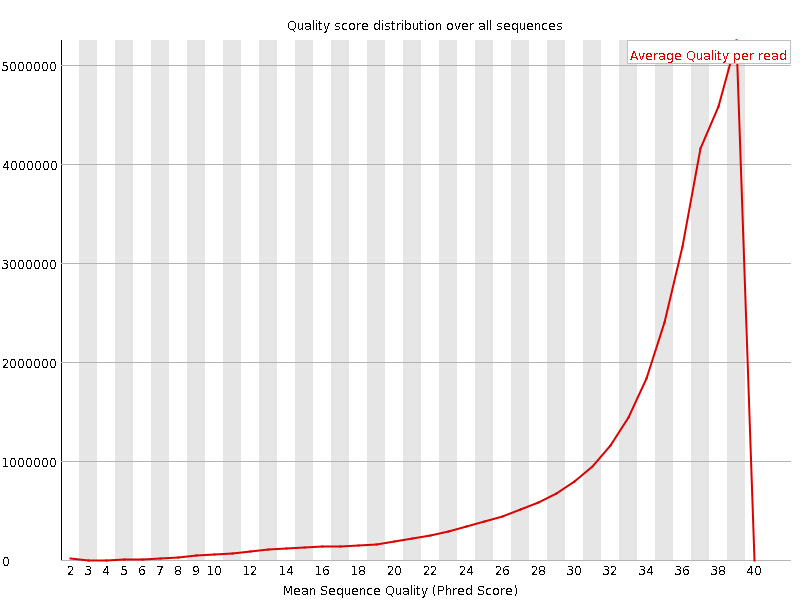 Quality score distribution over all sequences
Average Quality per read
5000000
4000000
3000000
2000000
1000000
0
2 3 4 5 6 7 8 9 10 12 14 16 18 20 22 24 26 28 30 32 34 36 38 40
Mean Sequence Quality (Phred Score)